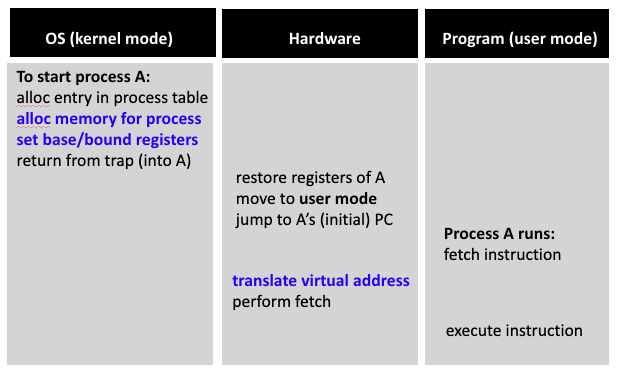 OS (kernel mode)
Hardware
Program (user mode)
To start process A:
alloc entry in process table
alloc memory for process
set base/bound registers
return from trap (into A)
restore registers of A
move to user mode
jump to A’s (initial) PC
Process A runs:
fetch instruction
translate virtual address
perform fetch
execute instruction